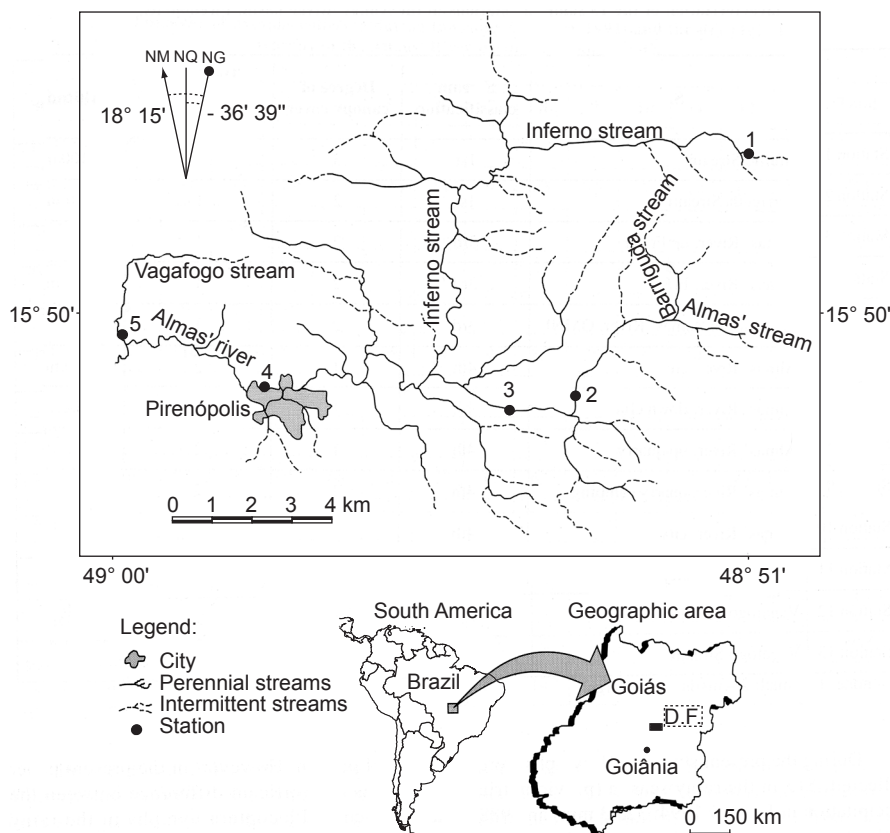 NM NQ NG
18° 15' - 36' 39"
Inferno stream
1
Inferno stream
Barriguda stream
Vagafogo stream
15° 50'
15° 50'
Almas' stream
5
Almas' river
4
3
2
Pirenópolis
0 1 2 3 4 km
49° 00'
48° 51'
Legend:
City
Perennial streams
Intermittent streams
Station
South America
Brazil
Geographic area
Goiás
D.F.
Goiânia
0 150 km